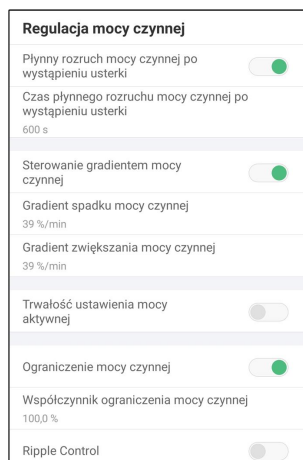 Regulacja mocy czynnej
Płynny rozruch mocy czynnej po
wystąpieniu usterki
Czas płynnego rozruchu mocy czynnej po
wystąpieniu usterki
600 s
Sterowanie gradientem mocy
czynnej
Gradient spadku mocy czynnej
39 %/min
Gradient zwiększania mocy czynnej
39 %/min
Trwałość ustawienia mocy
aktywnej
Ograniczenie mocy czynnej
Współczynnik ograniczenia mocy czynnej
100,0 %
Ripple Control